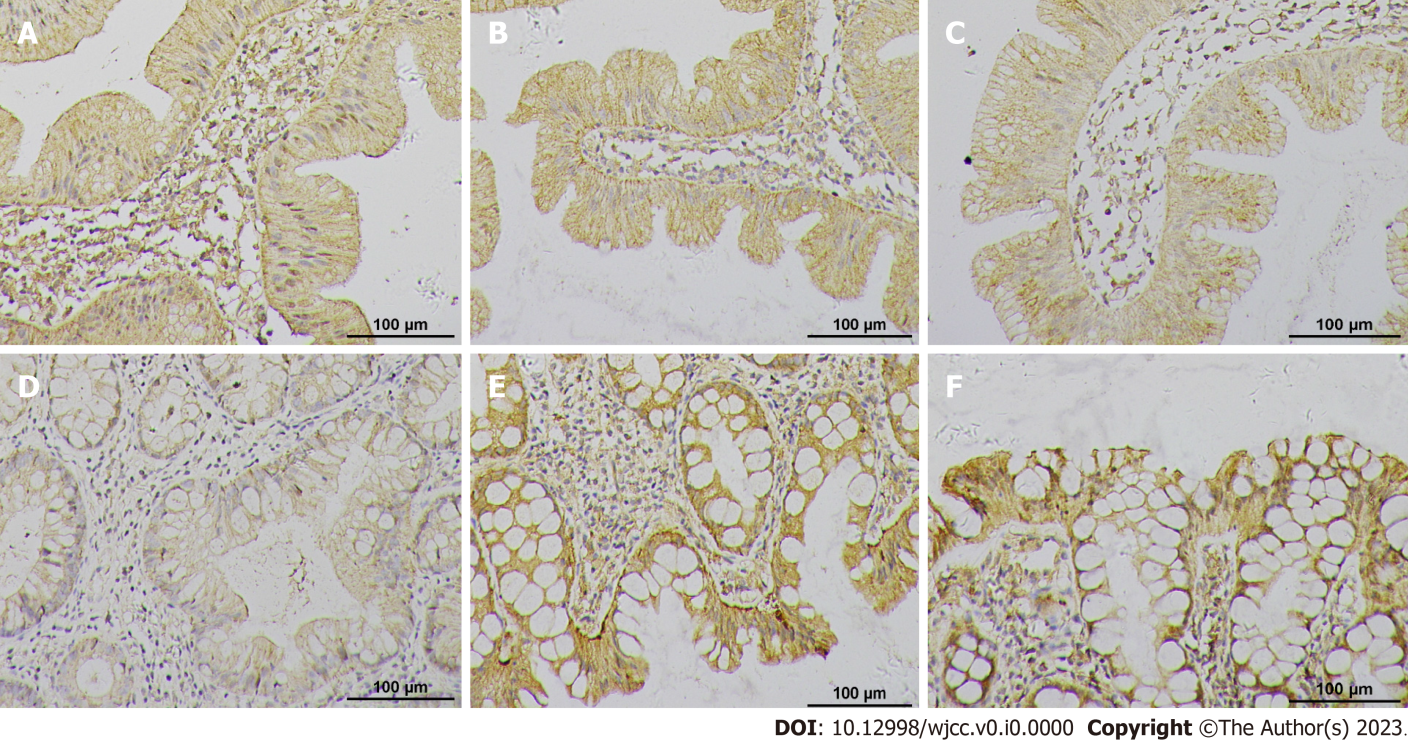 A
B
C
100 µm
100 µm
100 µm
D
E
F
100 µm
100 µm
100 µm
DOI: 10.12998/wjcc.v0.i0.0000 Copyright ©The Author(s) 2023.